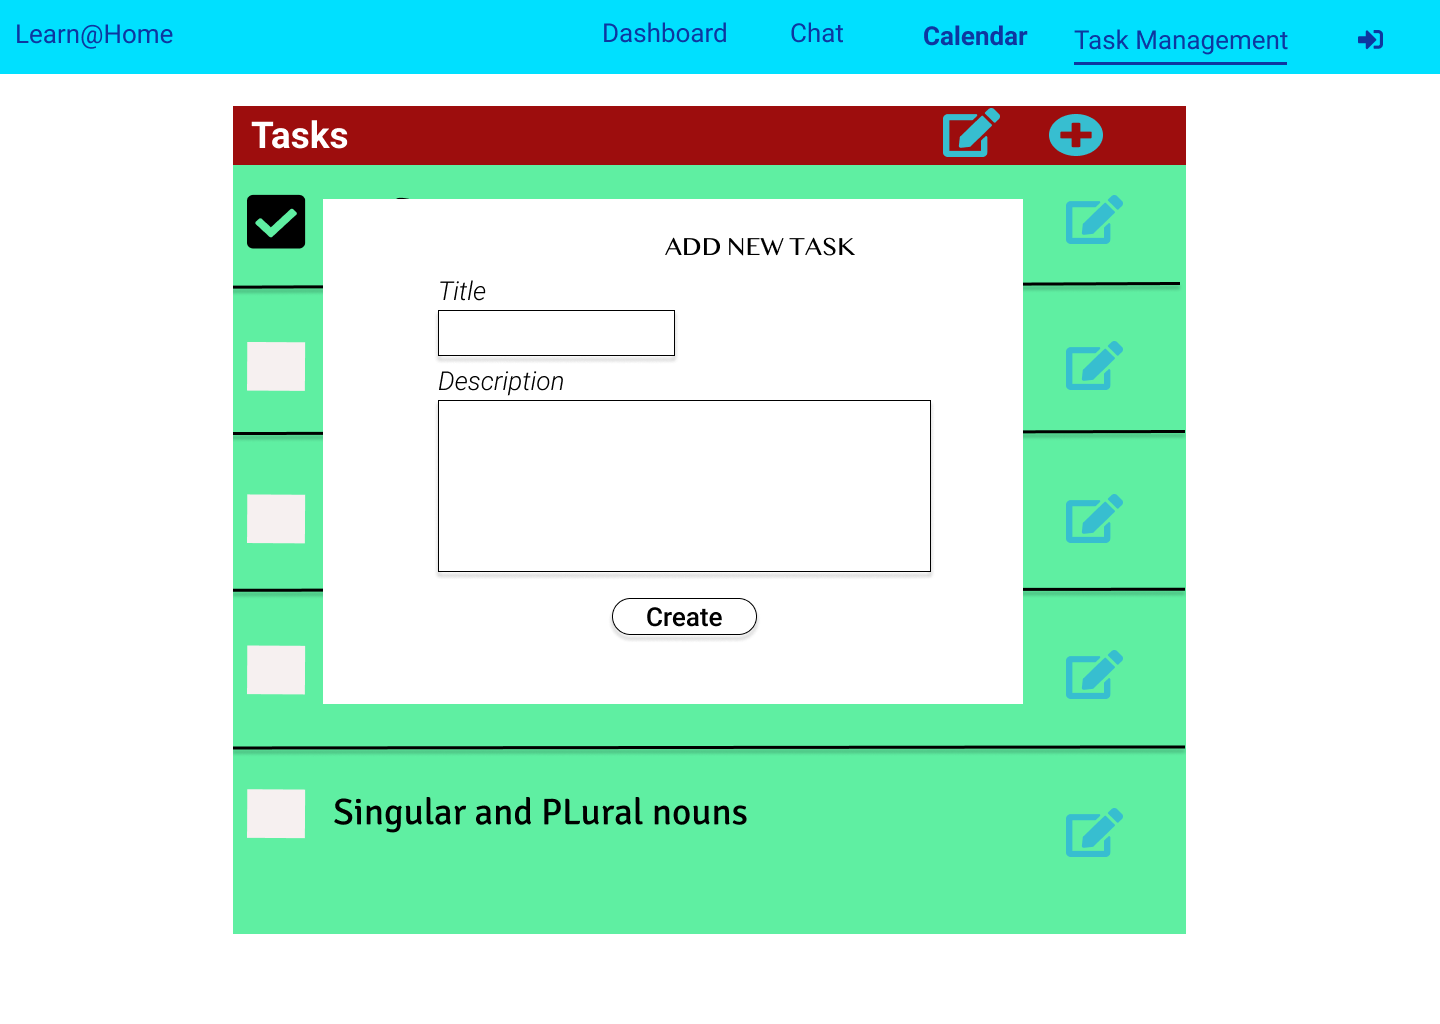 Learn@Home
Dashboard
Chat
Calendar
Task Management
Tasks
ADD NEW TASK
Title
Description
Create
Singular and PLural nouns